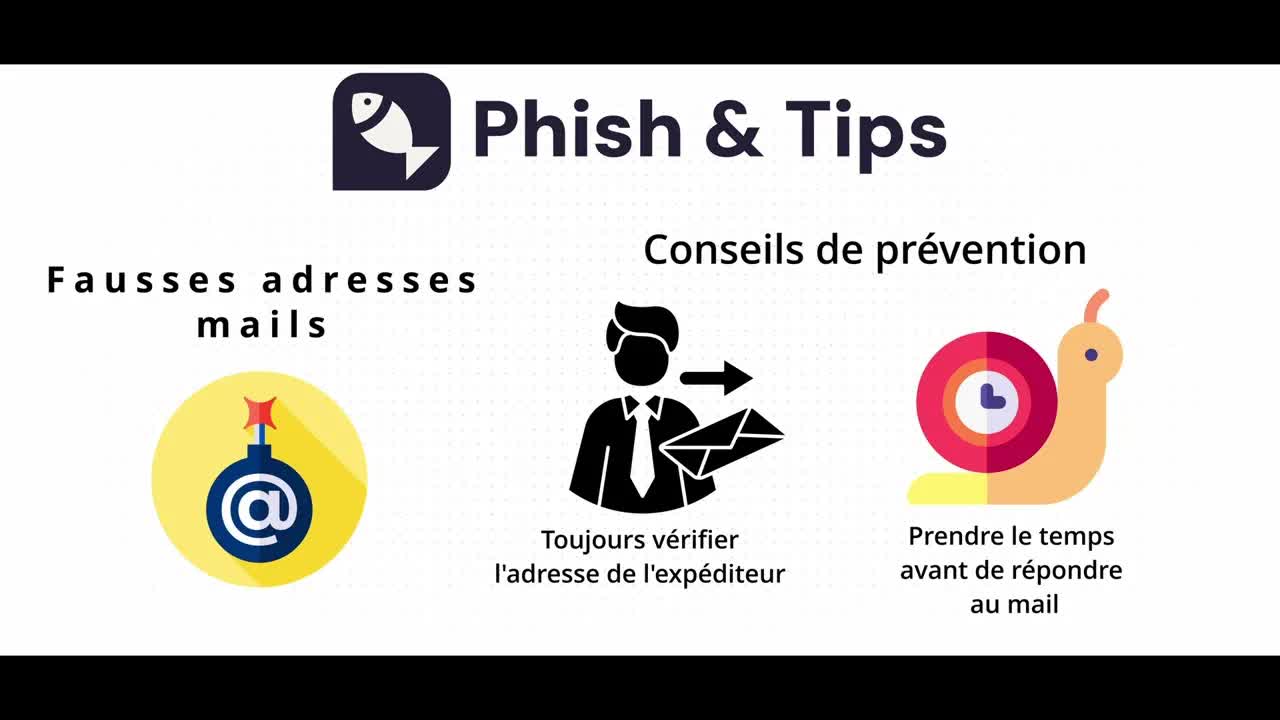 Phish & Tips
Fausses adresses
mails
@
Conseils de prévention
Toujours vérifier
l'adresse de l'expéditeur
Prendre le temps
avant de répondre
au mail